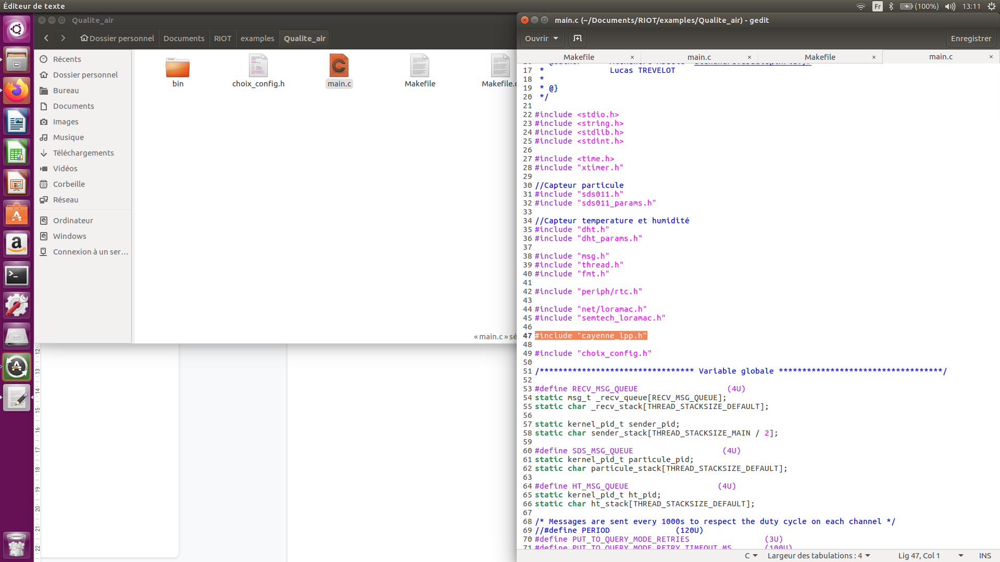 Éditeur de texte
Fr
(100%)
13:11
Qualite_air
Dossier personnel
Documents
RIOT
examples
Qualite_air
Récents
Dossier personnel
Bureau
Documents
Images
Musique
Téléchargements
Vidéos
Corbeille
Réseau
Ordinateur
Windows
Connexion à un ser…
bin
choix_config.h
main.c
Makefile
Makefile.
« main.c » sé
12
13
14
15
16
17
18
19
20
21
22
main.c (~/Documents/RIOT/examples/Qualite_air) - gedit
Ouvrir
Enregistrer
Makefile
main.c
Makefile
main.c
17 * Lucas TREVELOT
18 *
19 * @}
20 */
21
22 #include <stdio.h>
23 #include <string.h>
24 #include <stdlib.h>
25 #include <stdint.h>
26
27 #include <time.h>
28 #include "xtimer.h"
29
30 //Capteur particule
31 #include "sds011.h"
32 #include "sds011_params.h"
33
34 //Capteur temperature et humidité
35 #include "dht.h"
36 #include "dht_params.h"
37
38 #include "msg.h"
39 #include "thread.h"
40 #include "fmt.h"
41
42 #include "periph/rtc.h"
43
44 #include "net/loramac.h"
45 #include "semtech_loramac.h"
46
47 #include "cayenne_lpp.h"
48
49 #include "choix_config.h"
50
51 /********************************* Variable globale ***********************************/
52
53 #define RECV_MSG_QUEUE (4U)
54 static msg_t _recv_queue[RECV_MSG_QUEUE];
55 static char _recv_stack[THREAD_STACKSIZE_DEFAULT];
56
57 static kernel_pid_t sender_pid;
58 static char sender_stack[THREAD_STACKSIZE_MAIN / 2];
59
60 #define SDS_MSG_QUEUE (4U)
61 static kernel_pid_t particule_pid;
62 static char particule_stack[THREAD_STACKSIZE_DEFAULT];
63
64 #define HT_MSG_QUEUE (4U)
65 static kernel_pid_t ht_pid;
66 static char ht_stack[THREAD_STACKSIZE_DEFAULT];
67
68 /* Messages are sent every 1000s to respect the duty cycle on each channel */
69 //#define PERIOD (120U)
70 #define PUT_TO_QUERY_MODE_RETRIES (3U)
71 #define PUT_TO_QUERY_MODE_RETRY_TIMEOUT_MS (100U)
C
Largeur des tabulations : 4
Lig 47, Col 1
INS